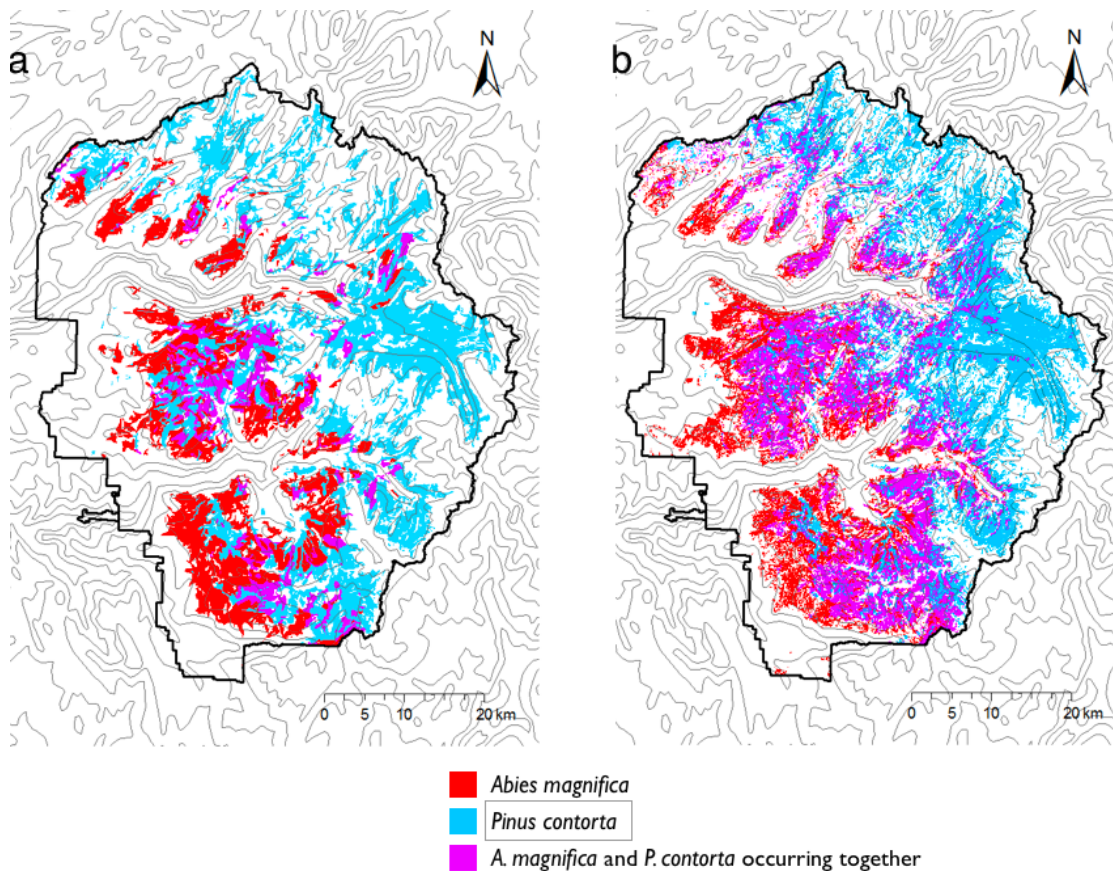 a
N
0 5 10 20 km
b
N
0 5 10 20 km
Abies magnifica
Pinus contorta
A. magnifica and P. contorta occurring together